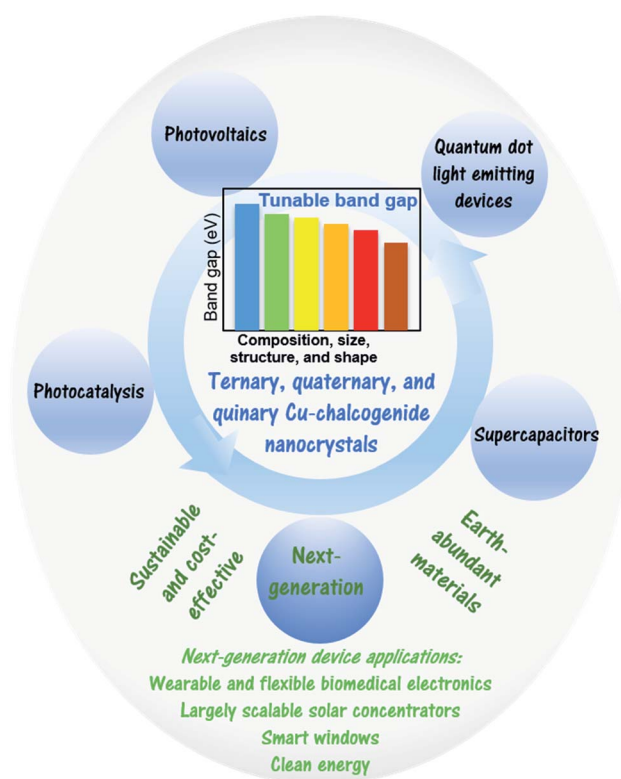 Photovoltaics
Quantum dot
light emitting
devices
Tunable band gap
Band gap (eV)
Composition, size,
structure, and shape
Ternary, quaternary, and
quinary Cu-chalcogenide
nanocrystals
Photocatalysis
Supercapacitors
Sustainable
and cost-
effective
Next-
generation
Earth-
abundant
materials
Next-generation device applications:
Wearable and flexible biomedical electronics
Largely scalable solar concentrators
Smart windows
Clean energy